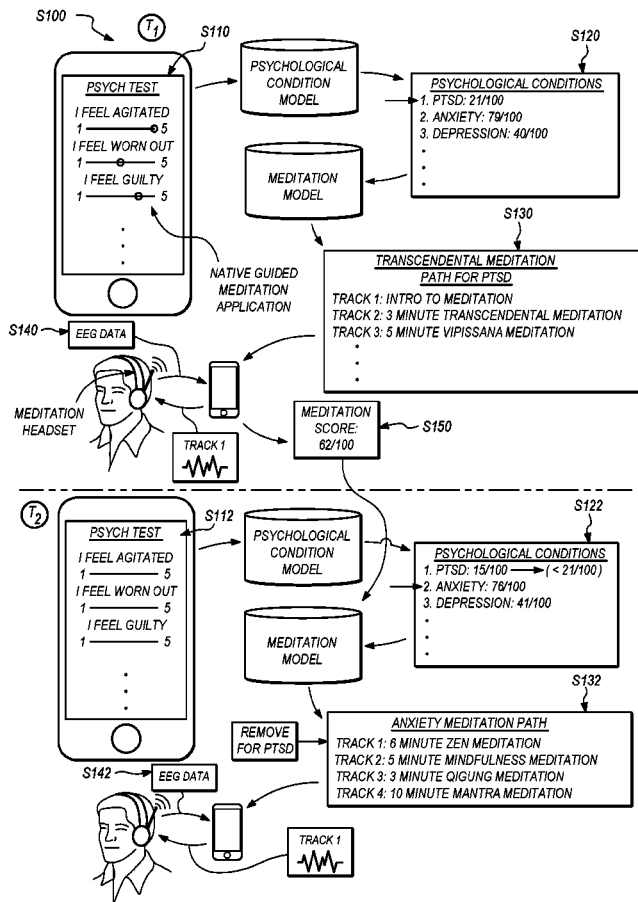 S100
T1
S110
PSYCH TEST
I FEEL AGITATED
1 5
I FEEL WORN OUT
1 5
I FEEL GUILTY
1 5
NATIVE GUIDED
MEDITATION
APPLICATION
PSYCHOLOGICAL
CONDITION
MODEL
S120
PSYCHOLOGICAL CONDITIONS
1. PTSD: 21/100
2. ANXIETY: 79/100
3. DEPRESSION: 40/100
MEDITATION
MODEL
S130
TRANSCENDENTAL MEDITATION
PATH FOR PTSD
TRACK 1: INTRO TO MEDITATION
TRACK 2: 3 MINUTE TRANSCENDENTAL MEDITATION
TRACK 3: 5 MINUTE VIPISSANA MEDITATION
S140
EEG DATA
MEDITATION
HEADSET
TRACK 1
MEDITATION
SCORE:
62/100
S150
T2
S112
PSYCH TEST
I FEEL AGITATED
1 5
I FEEL WORN OUT
1 5
I FEEL GUILTY
1 5
PSYCHOLOGICAL
CONDITION
MODEL
S122
PSYCHOLOGICAL CONDITIONS
1. PTSD: 15/100 (< 21/100)
2. ANXIETY: 76/100
3. DEPRESSION: 41/100
MEDITATION
MODEL
S132
REMOVE
FOR PTSD
ANXIETY MEDITATION PATH
TRACK 1: 6 MINUTE ZEN MEDITATION
TRACK 2: 5 MINUTE MINDFULNESS MEDITATION
TRACK 3: 3 MINUTE QIGUNG MEDITATION
TRACK 4: 10 MINUTE MANTRA MEDITATION
S142
EEG DATA
TRACK 1